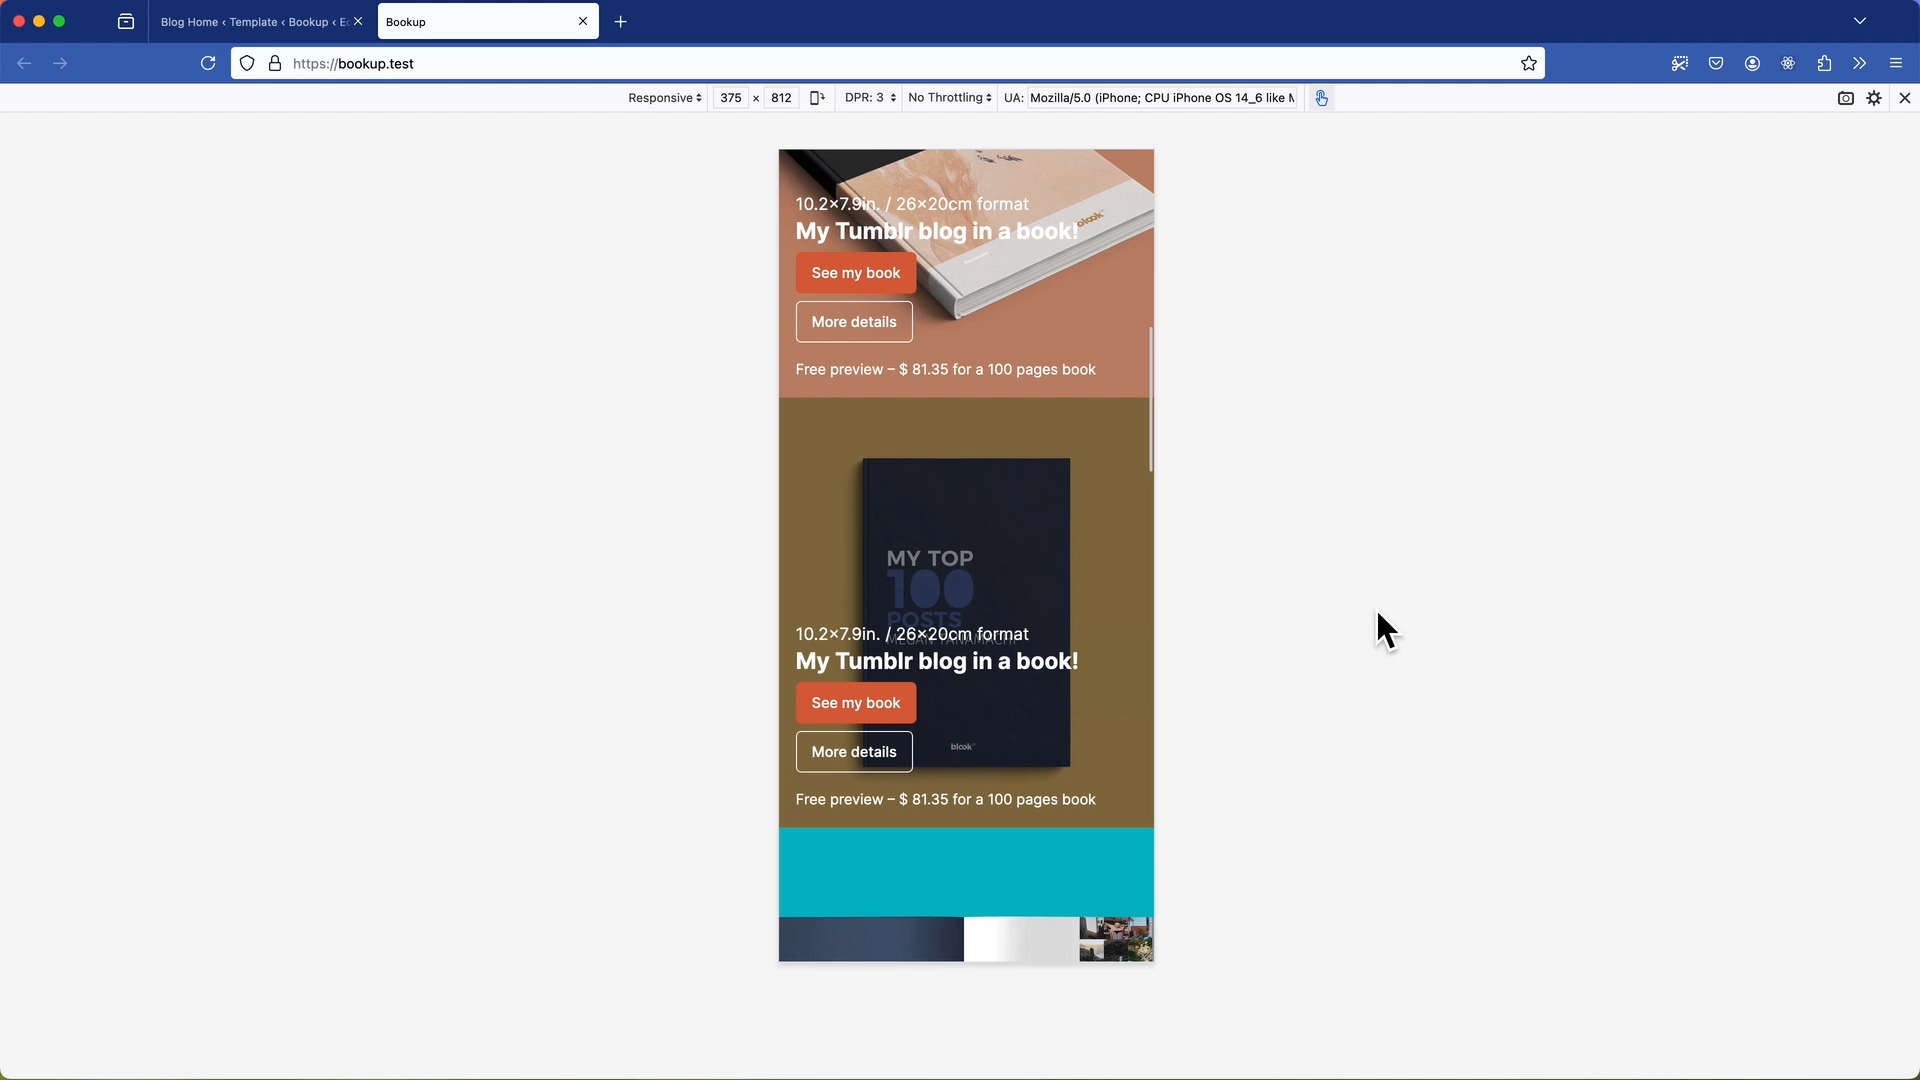 Blog Home ‹ Template ‹ Bookup ‹ E
Bookup
https://bookup.test
Responsive 375 × 812 DPR: 3 No Throttling UA: Mozilla/5.0 (iPhone; CPU iPhone OS 14_6 like M
blook
10.2×7.9in. / 26×20cm format
My Tumblr blog in a book!
See my book
More details
Free preview – $ 81.35 for a 100 pages book
MY TOP
100
POSTS
10.2×7.9in. / 26×20cm format
My Tumblr blog in a book!
See my book
More details
blook
Free preview – $ 81.35 for a 100 pages book